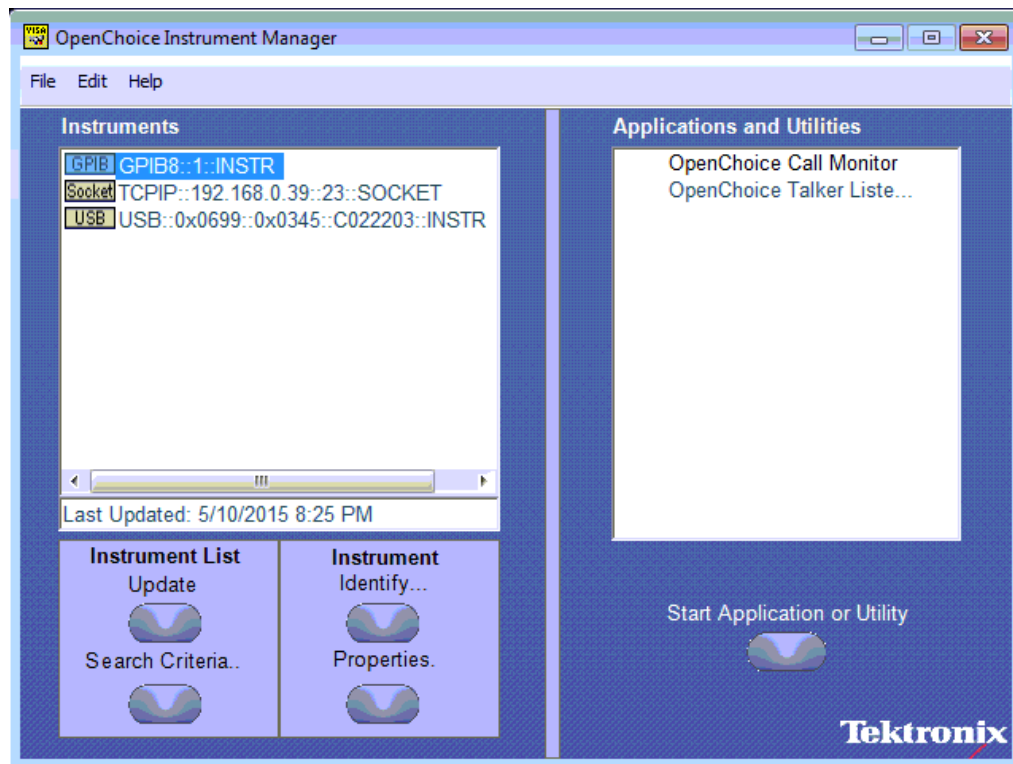 VISA
OpenChoice Instrument Manager
File Edit Help
Instruments
GPIB GPIB8::1::INSTR
Socket TCPIP::192.168.0.39::23::SOCKET
USB USB::0x0699::0x0345::C022203::INSTR
Last Updated: 5/10/2015 8:25 PM
Instrument List
Update
Search Criteria..
Instrument
Identify...
Properties.
Applications and Utilities
OpenChoice Call Monitor
OpenChoice Talker Liste...
Start Application or Utility
Tektronix